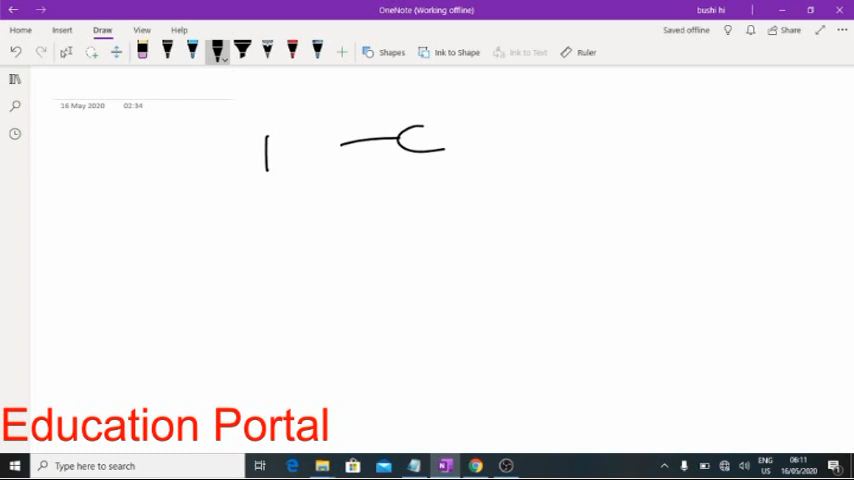 OneNote (Working offline)
bushi hi
Home Insert Draw View Help
Saved offline
Share
Shapes
Ink to Shape
Ink to Text
Ruler
16 May 2020 02:34
Education Portal
Type here to search
ENG
US
06:11
16/05/2020
1